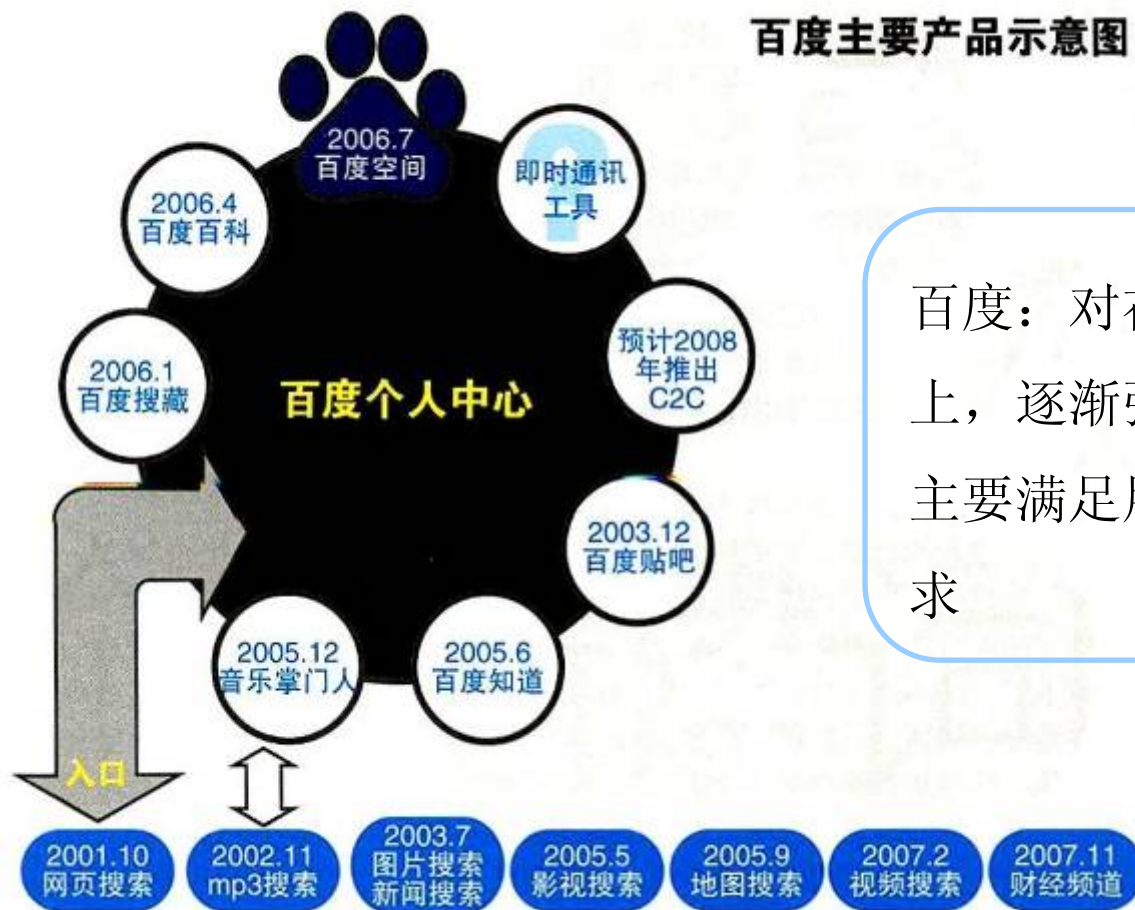 百度主要产品示意图
2006.7
百度空间
即时通讯
工具
2006.4
百度百科
预计2008
年推出
C2C
2006.1
百度搜藏
百度个人中心
百度：对
上，逐渐
主要满足
求
2003.12
百度贴吧
2005.12
音乐掌门人
2005.6
百度知道
入口
2001.10
网页搜索
2002.11
mp3搜索
2003.7
图片搜索
新闻搜索
2005.5
影视搜索
2005.9
地图搜索
2007.2
视频搜索
2007.11
财经频道